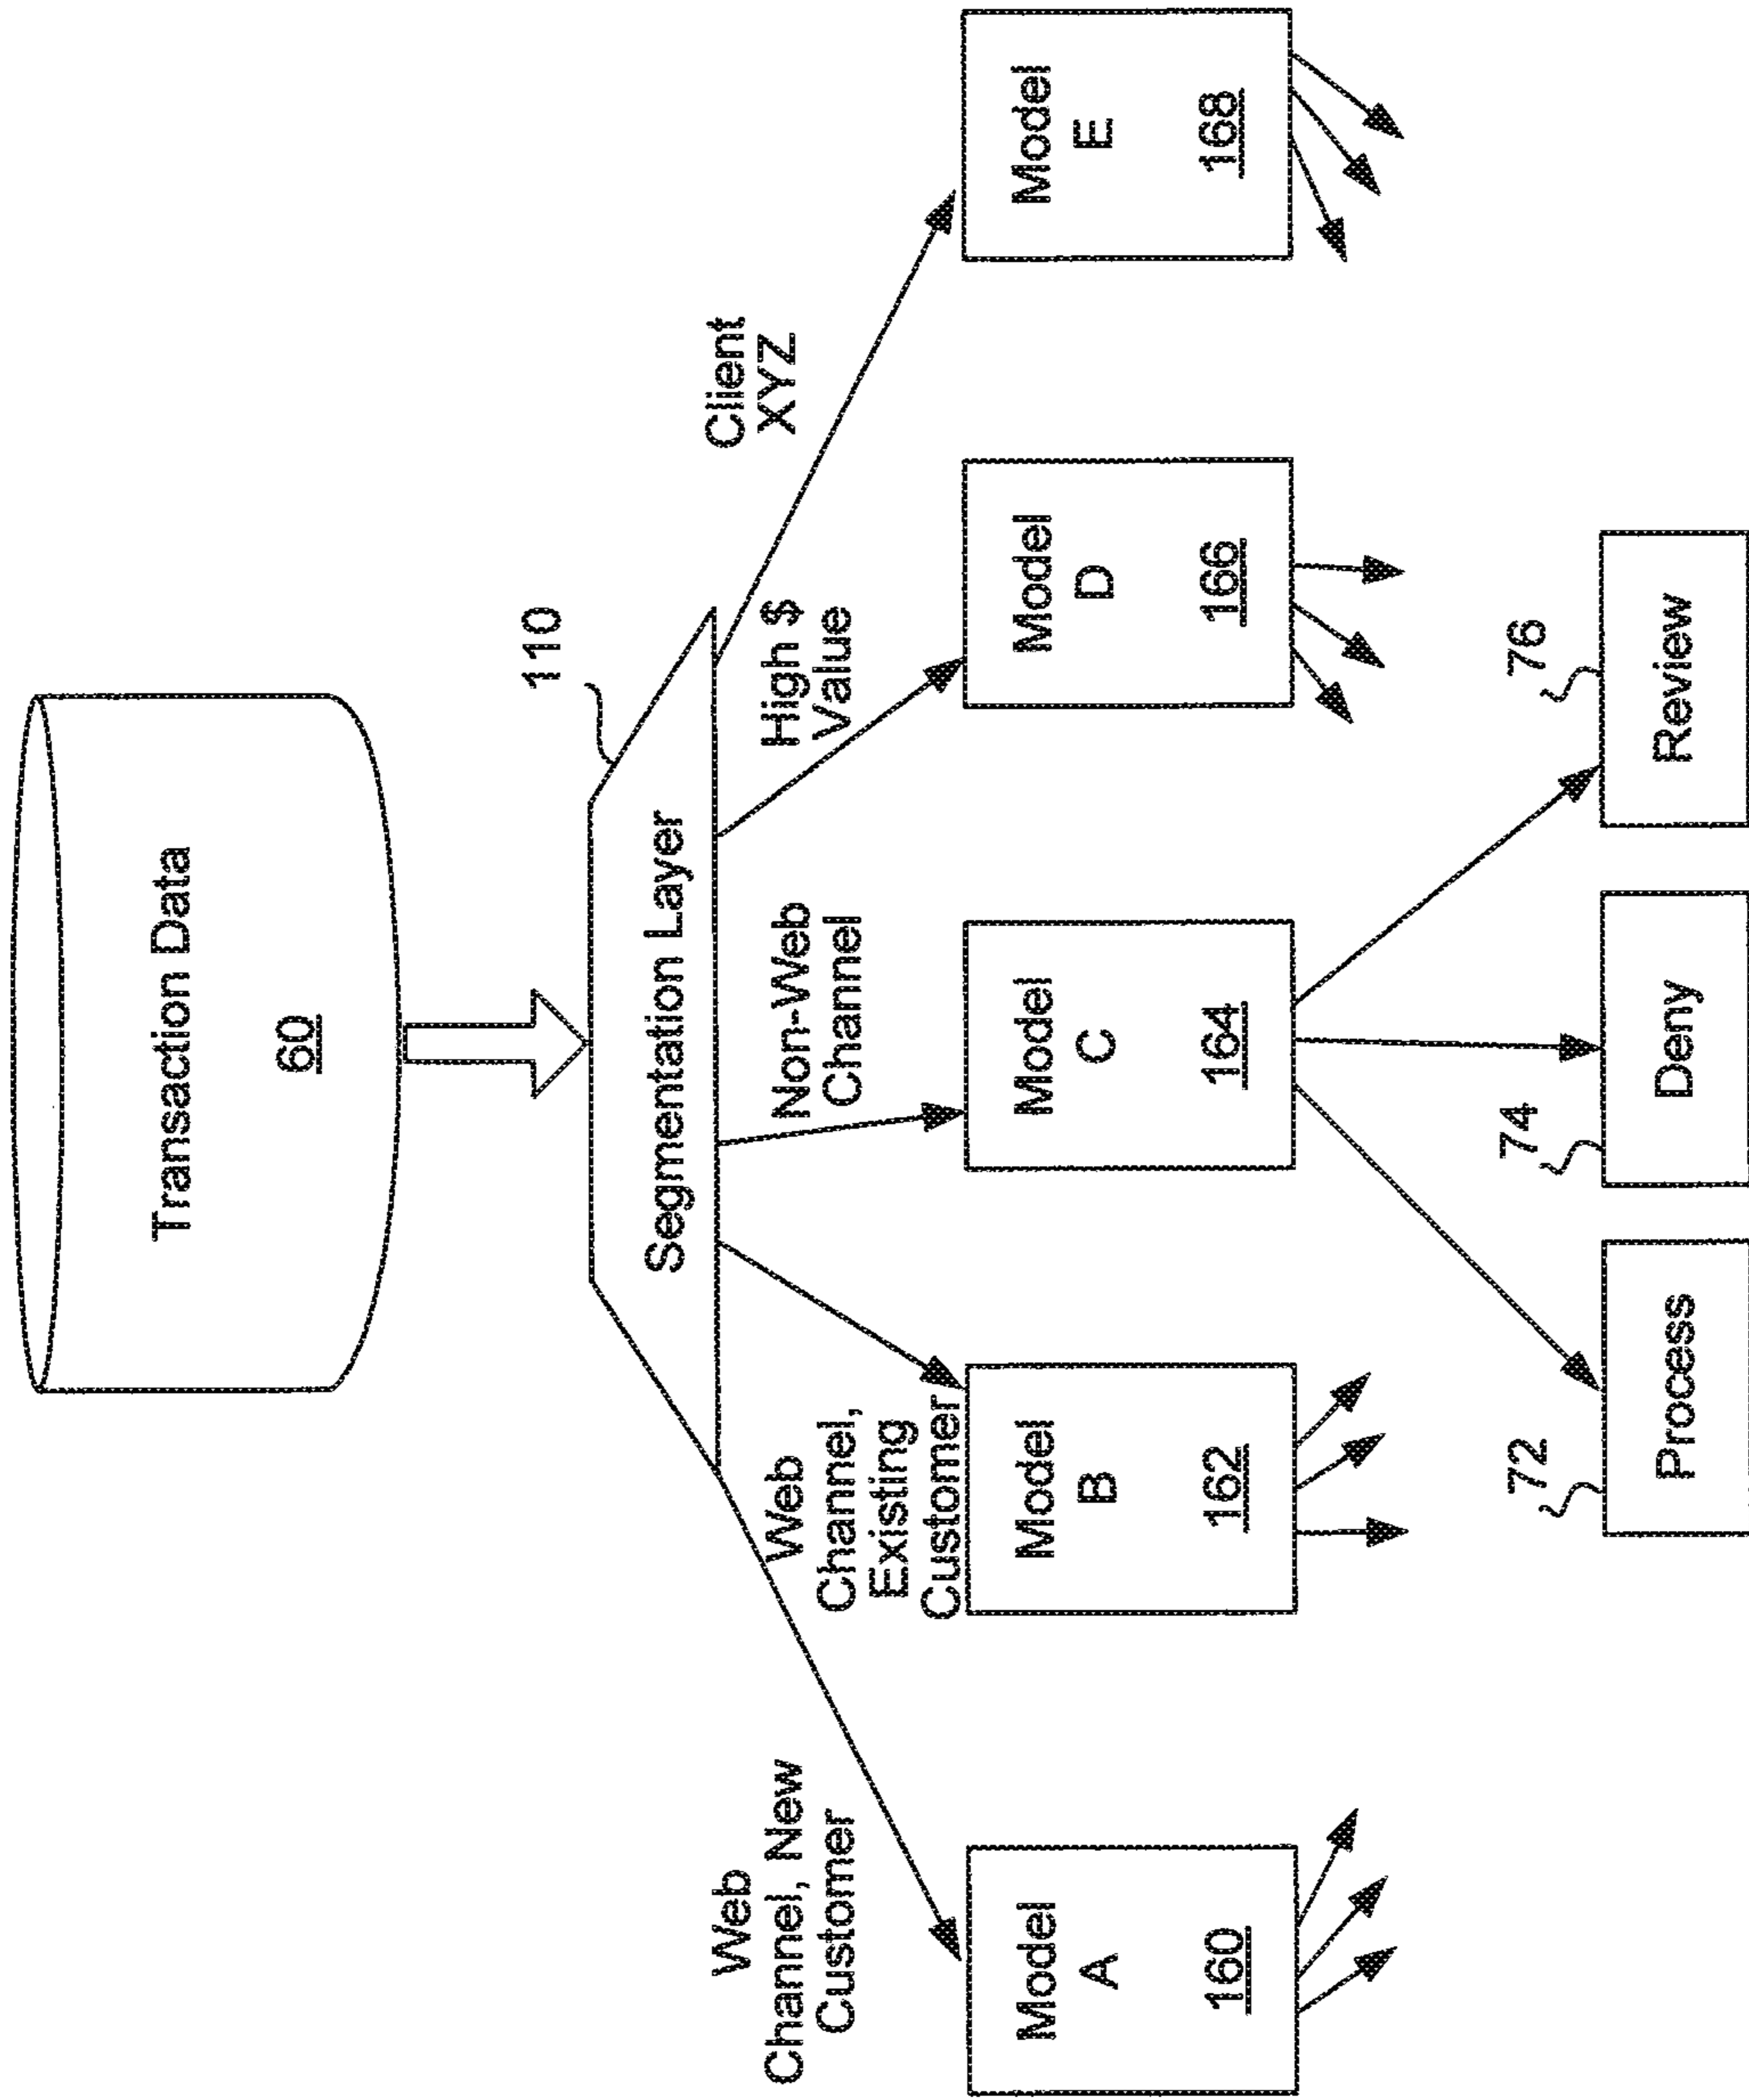 Transaction Data
60
110
Segmentation Layer
Web
Channel, New
Customer
Web
Channel,
Existing
Customer
Non-Web
Channel
High $
Value
Client
XYZ
Model
A
160
Model
B
162
Model
C
164
Model
D
166
Model
E
168
72
74
76
Process
Deny
Review